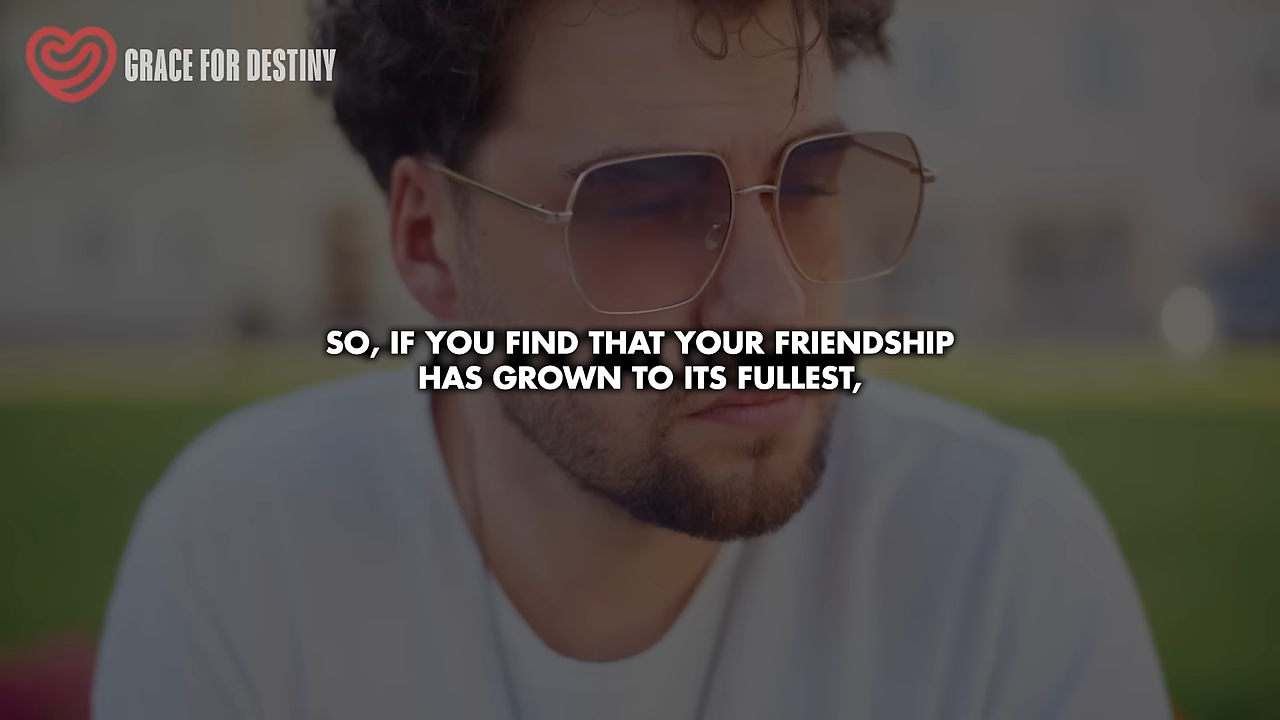 GRACE FOR DESTINY
SO, IF YOU FIND THAT YOUR FRIENDSHIP
HAS GROWN TO ITS FULLEST,